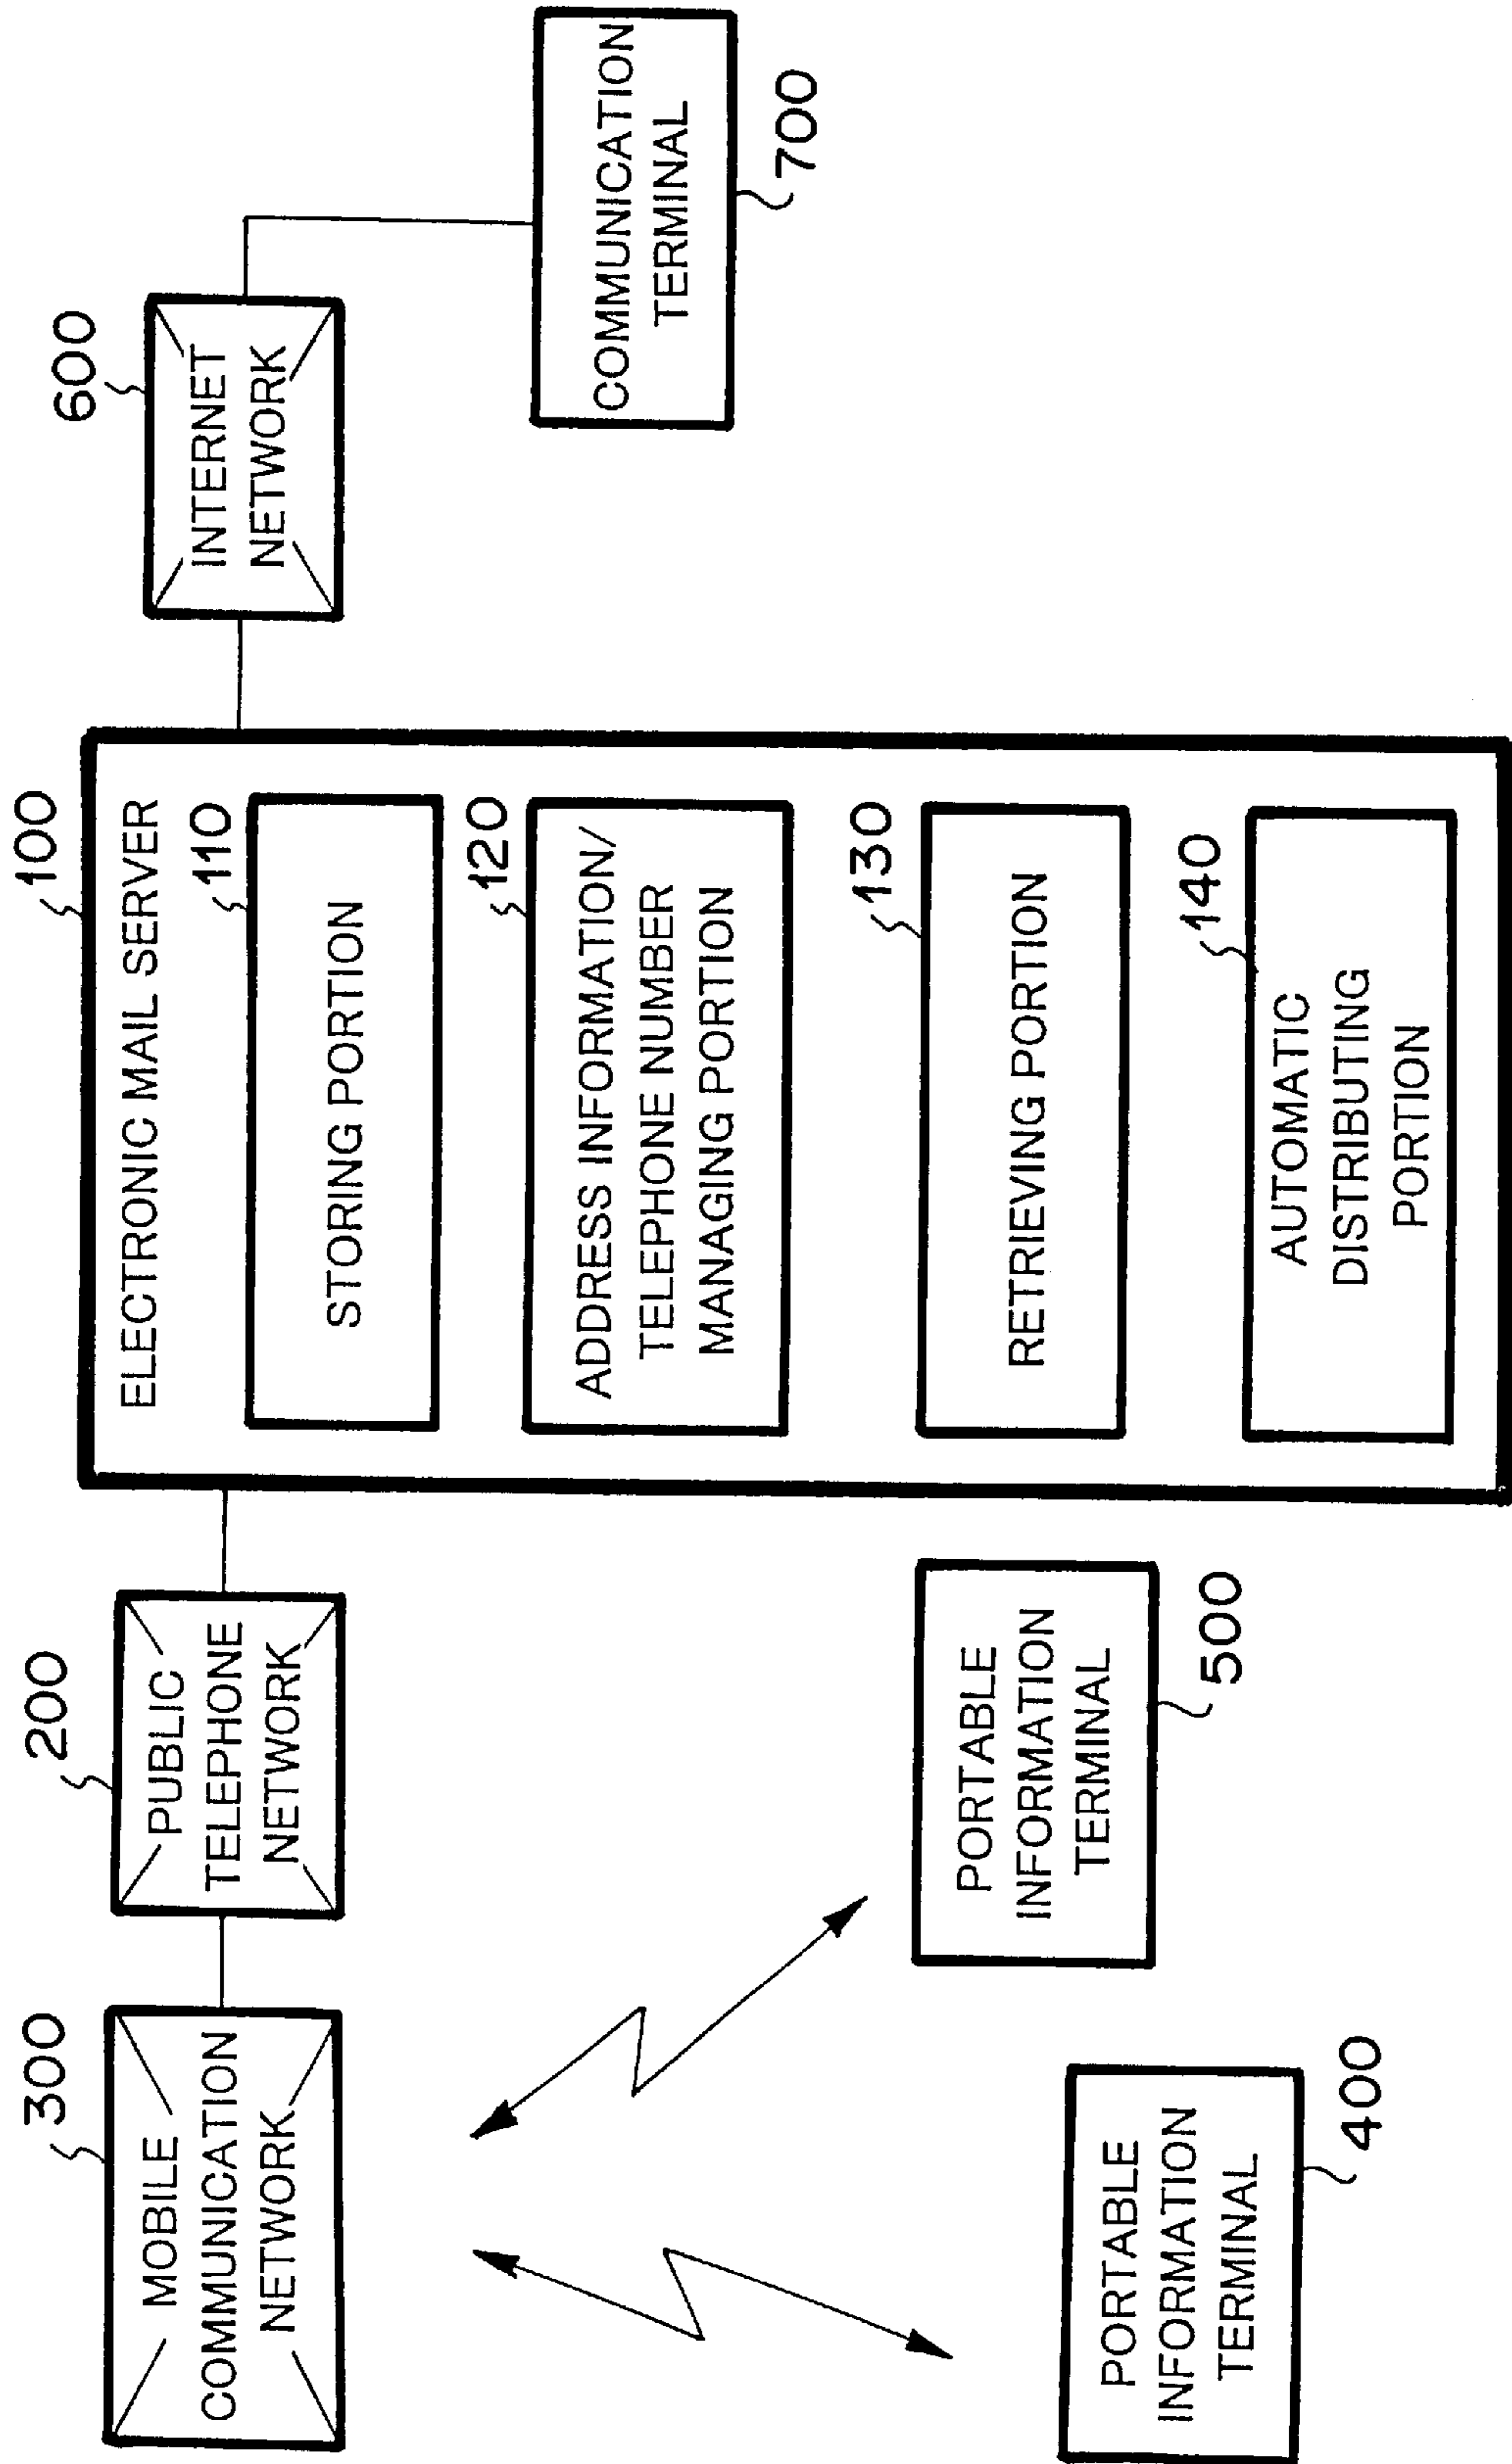 300
MOBILE
COMMUNICATION
NETWORK
200
PUBLIC
TELEPHONE
NETWORK
100
ELECTRONIC MAIL SERVER
110
STORING PORTION
120
ADDRESS INFORMATION/
TELEPHONE NUMBER
MANAGING PORTION
130
RETRIEVING PORTION
140
AUTOMATIC
DISTRIBUTING
PORTION
600
INTERNET
NETWORK
COMMUNICATION
TERMINAL
700
PORTABLE
INFORMATION
TERMINAL
500
PORTABLE
INFORMATION
TERMINAL
400